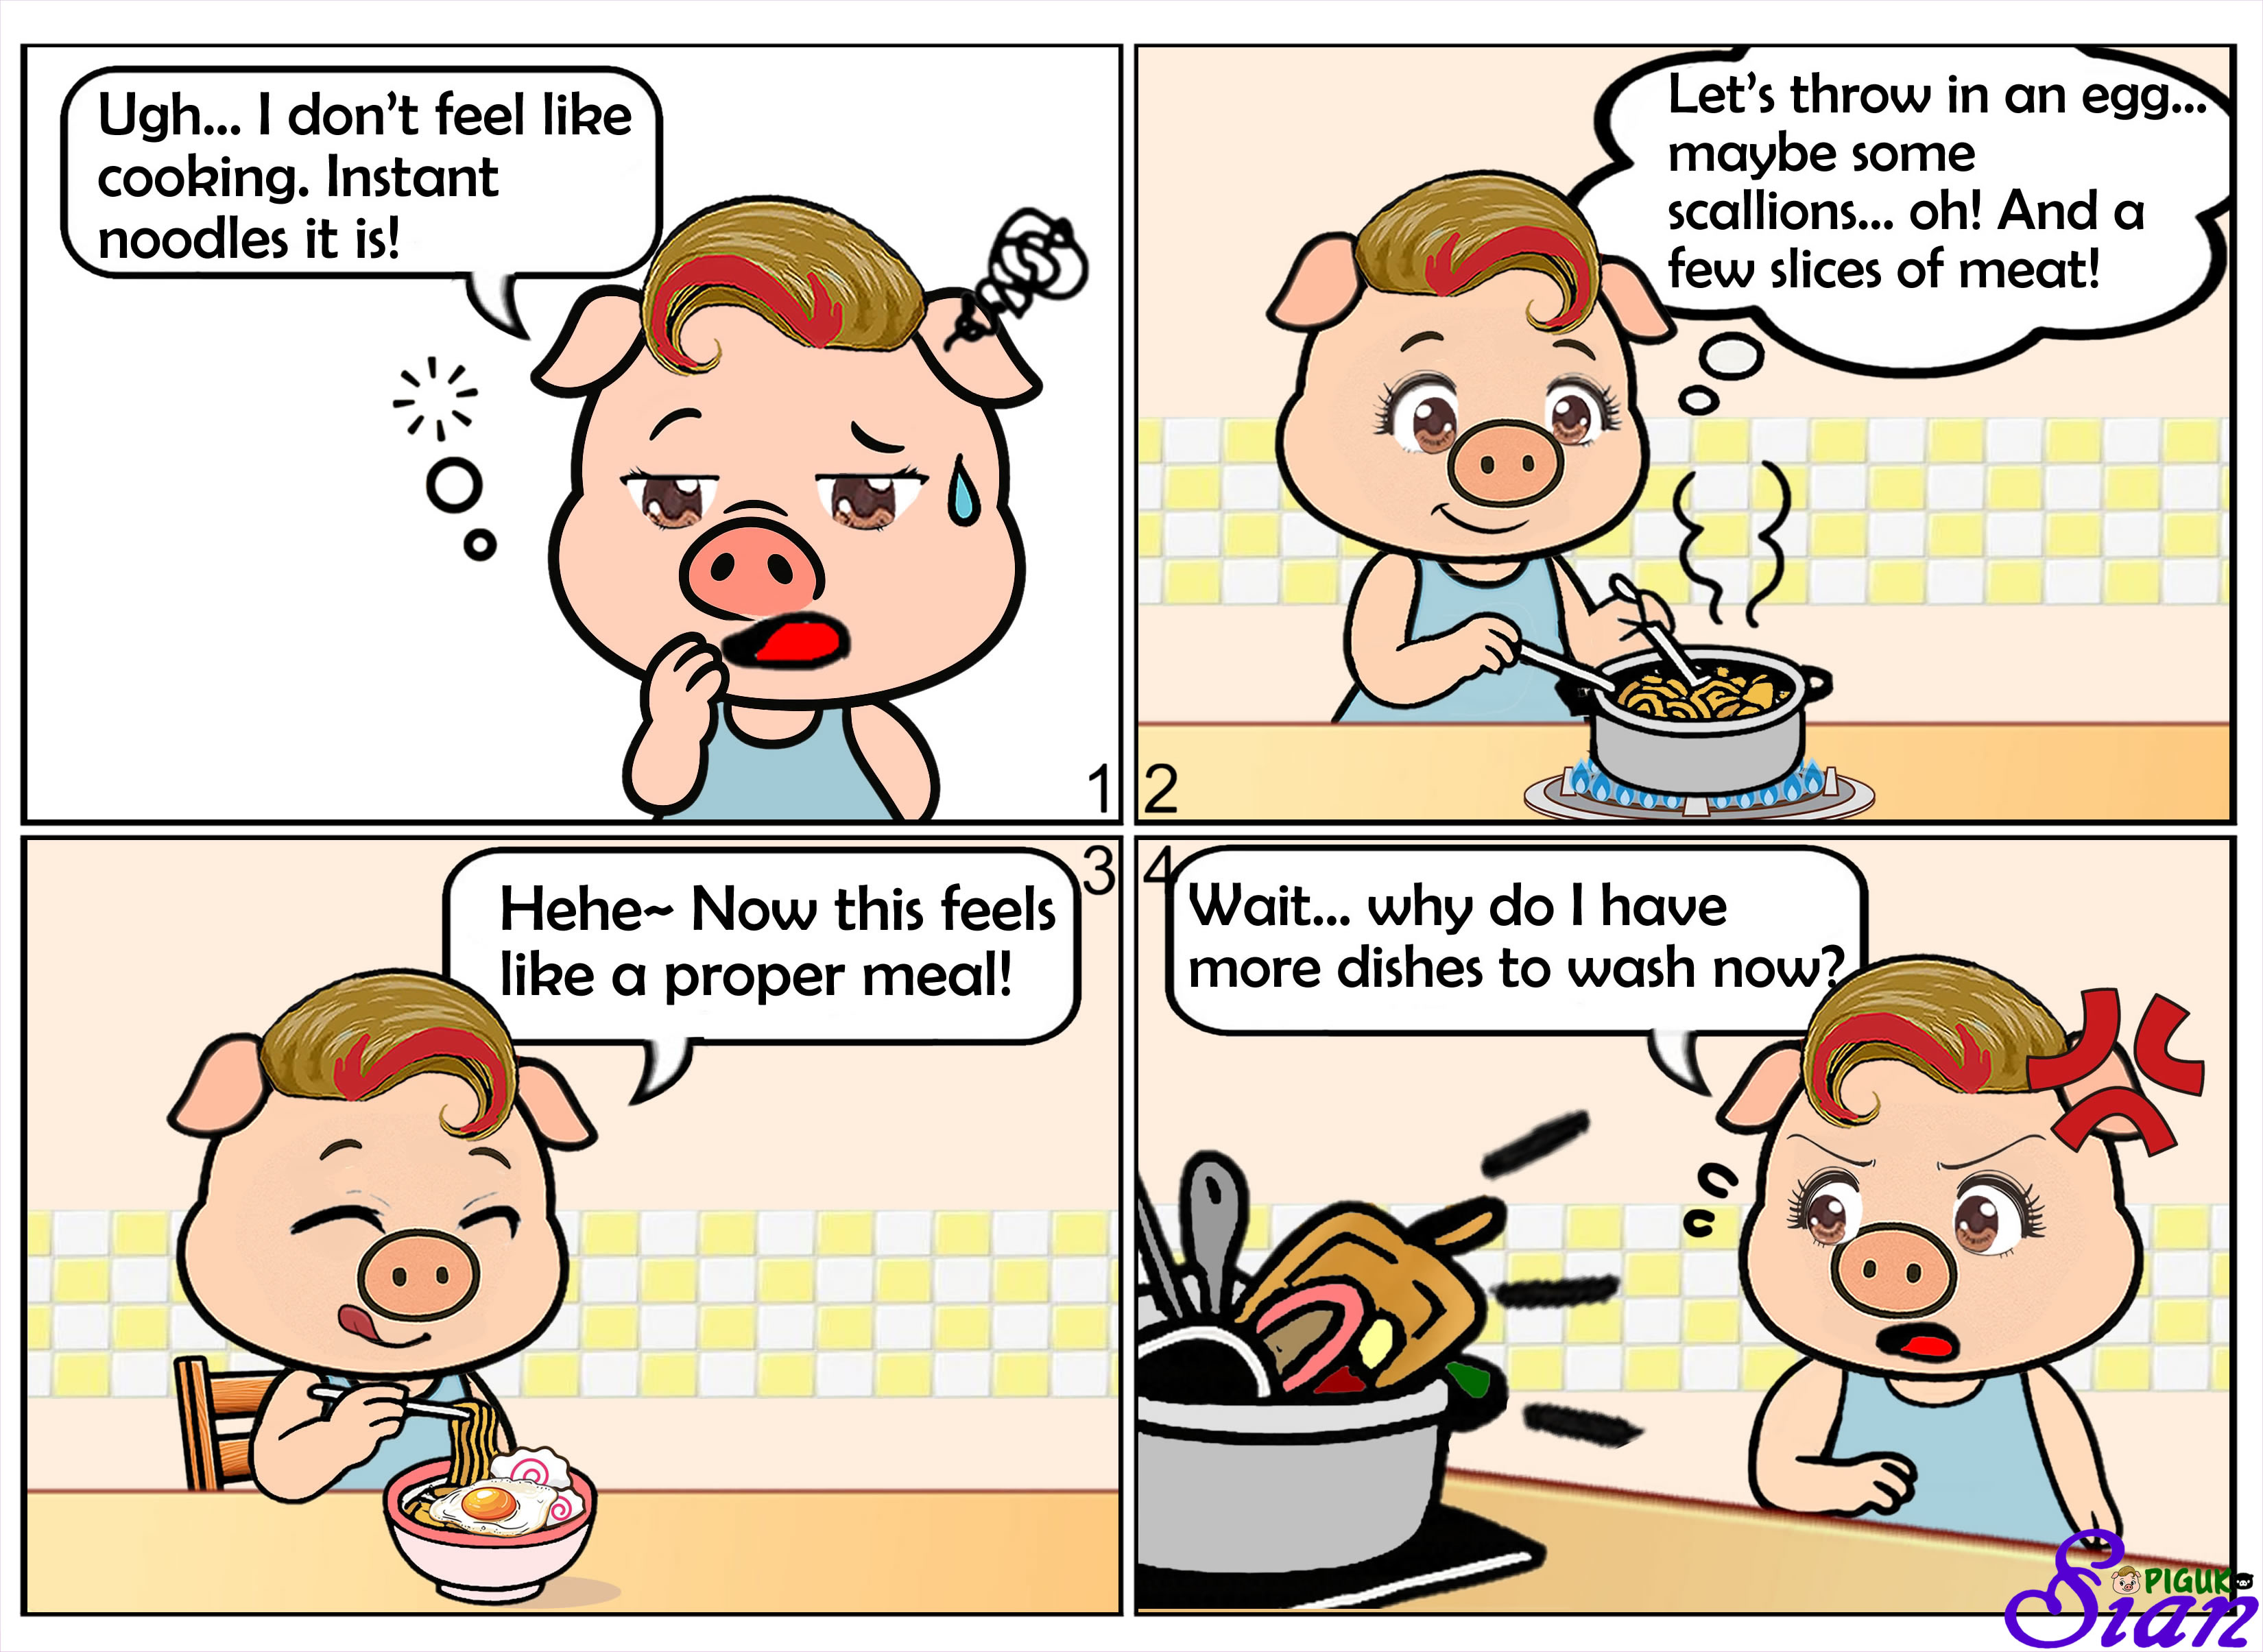 Ugh... I don't feel like
cooking. Instant
noodles it is!
1
Let's throw in an egg...
maybe some
scallions... oh! And a
few slices of meat!
2
3
Hehe~ Now this feels
like a proper meal!
4
Wait... why do I have
more dishes to wash now?
PIGUK
Sian